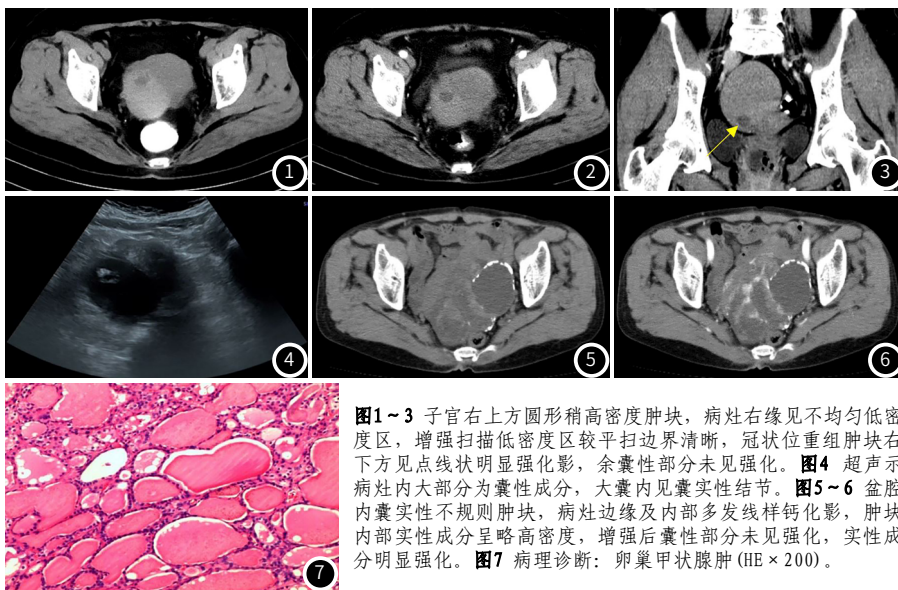 1
2
3
4
5
6
7
图1~3 子宫右上方圆形稍高密度肿块，病灶右缘见不均匀低密
度区，增强扫描低密度区较平扫边界清晰，冠状位重组肿块右
下方见点线状明显强化影，余囊性部分未见强化。图4 超声示
病灶内大部分为囊性成分，大囊内见囊实性结节。图5~6 盆腔
内囊实性不规则肿块，病灶边缘及内部多发线样钙化影，肿块
内部实性成分呈略高密度，增强后囊性部分未见强化，实性成
分明显强化。图7 病理诊断：卵巢甲状腺肿(HE×200)。